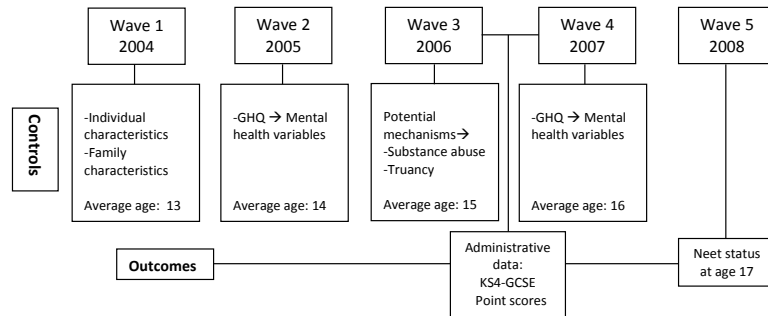 Wave 1
2004
Wave 2
2005
Wave 3
2006
Wave 4
2007
Wave 5
2008
Controls
-Individual
characteristics
-Family
characteristics
Average age:  13
-GHQ → Mental
health variables
Average age: 14
Potential
mechanisms→
-Substance abuse
-Truancy
Average age: 15
-GHQ → Mental
health variables
Average age: 16
Outcomes
Administrative
data:
KS4-GCSE
Point scores
Neet status
at age 17